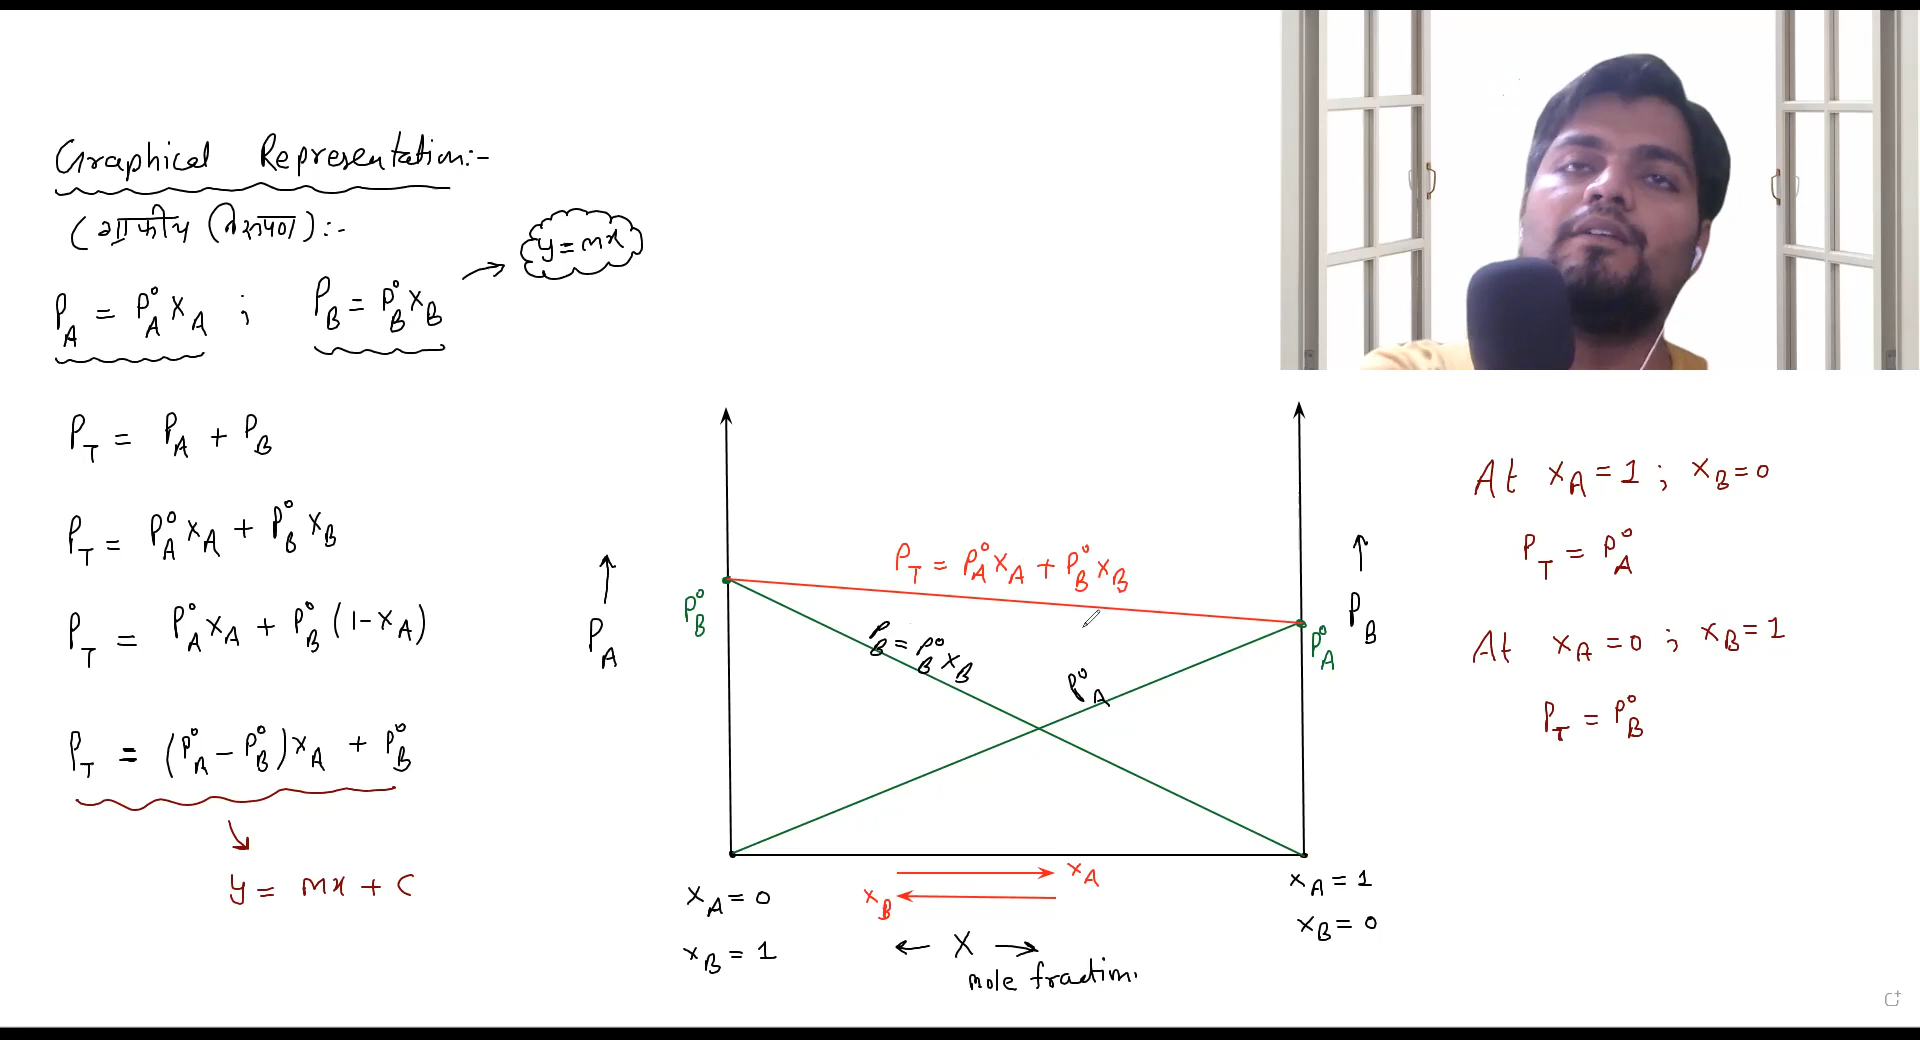 Graphical Representation:-
(ग्राफीय निरूपण):-
y = mx
P_A = P°_A x_A ; P_B = P°_B x_B
P_T = P_A + P_B
P_T = P°_A x_A + P°_B x_B
P_T = P°_A x_A + P°_B (1-x_A)
P_T = (P°_A - P°_B) x_A + P°_B
y = mx + c
P_A
P°_B
P_T = P°_A x_A + P°_B x_B
P_B = P°_B x_B
P°_A
P°_A
P_B
x_A
x_B
x_A = 0
x_B = 1
x_A = 1
x_B = 0
← X →
mole fraction.
At x_A = 1 ; x_B = 0
P_T = P°_A
At x_A = 0 ; x_B = 1
P_T = P°_B